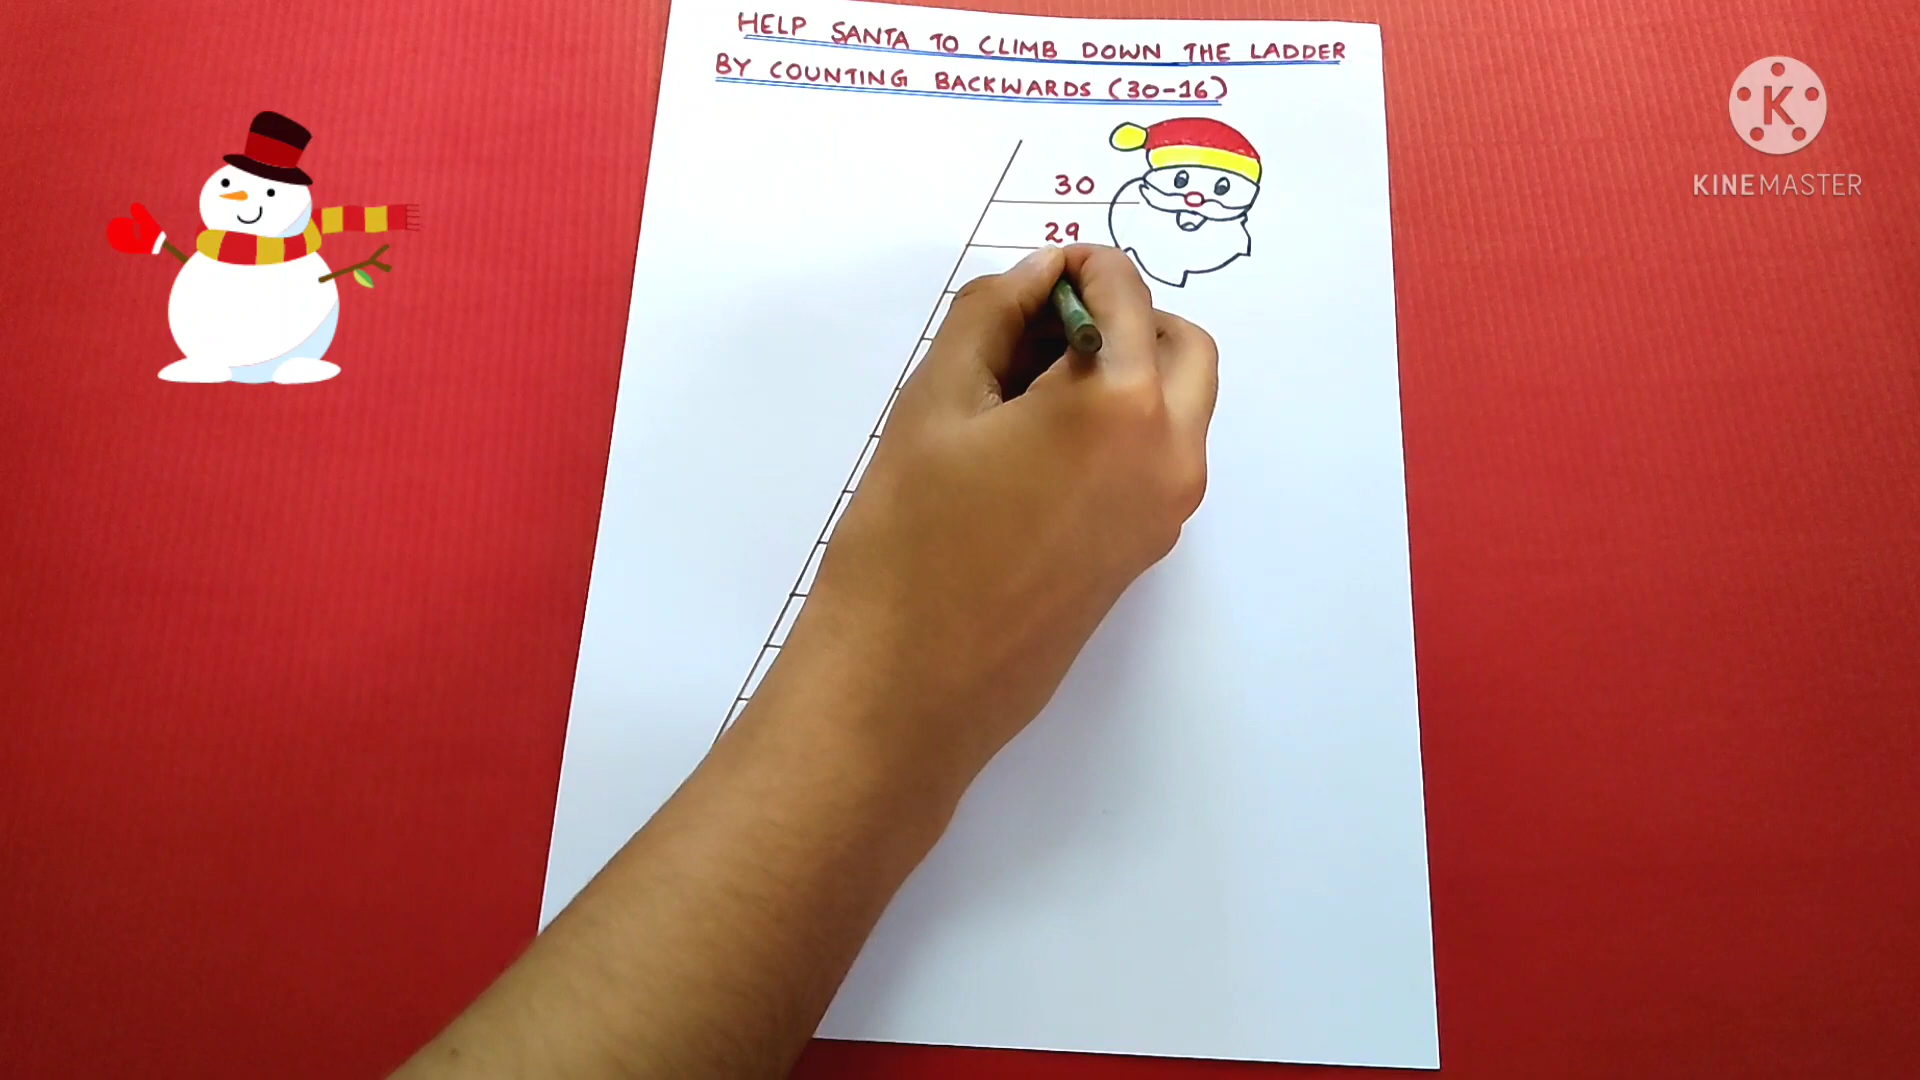 HELP SANTA TO CLIMB DOWN THE LADDER
BY COUNTING BACKWARDS (30-16)
30
29
K
KINEMASTER